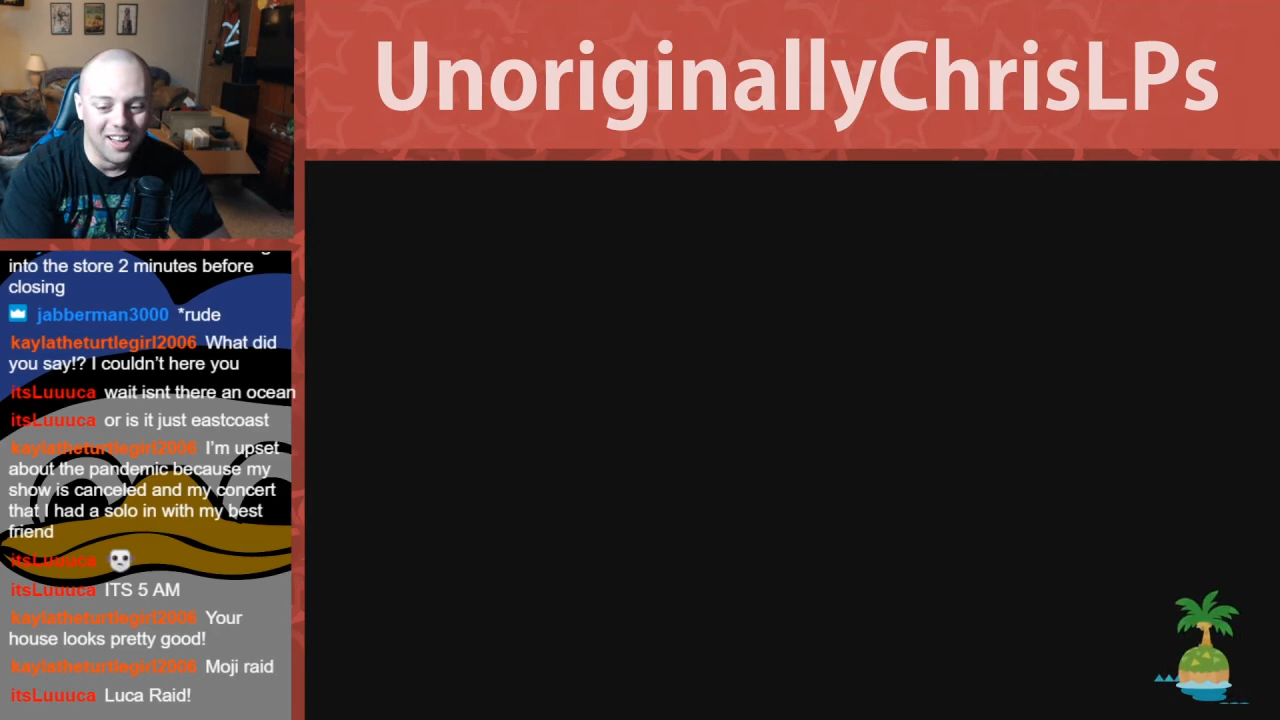 UnoriginallyChrisLPs
into the store 2 minutes before
closing
jabberman3000 *rude
kaylatheturtlegirl2006 What did
you say!? I couldn't here you
itsLuuuca wait isnt there an ocean
itsLuuuca or is it just eastcoast
kaylatheturtlegirl2006 I'm upset
about the pandemic because my
show is canceled and my concert
that I had a solo in with my best
friend
itsLuuuca
itsLuuuca ITS 5 AM
kaylatheturtlegirl2006 Your
house looks pretty good!
kaylatheturtlegirl2006 Moji raid
itsLuuuca Luca Raid!